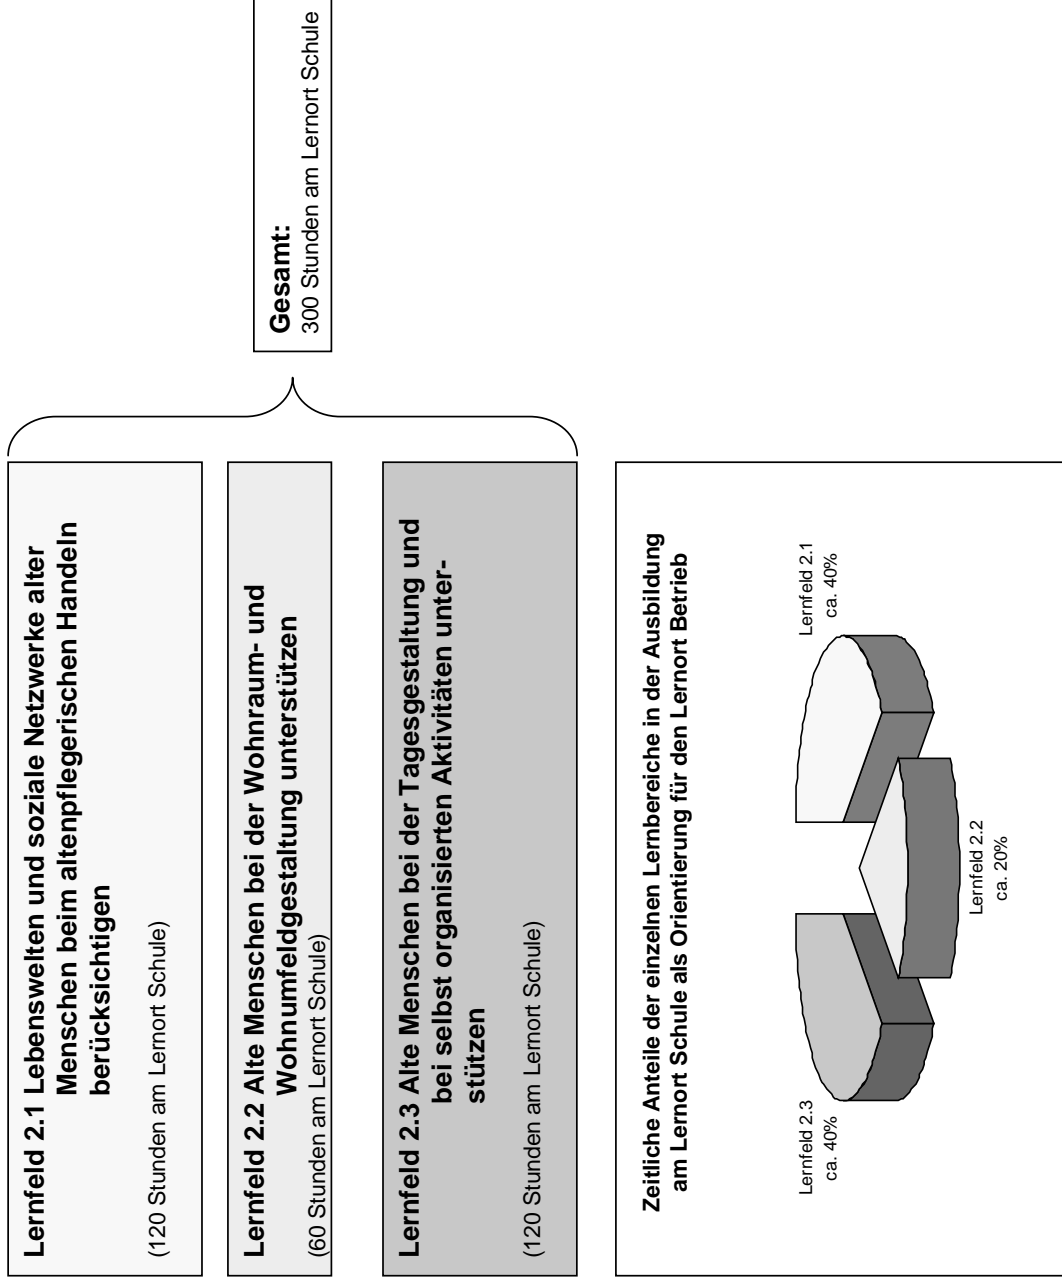 Lernfeld 2.1 Lebenswelten und soziale Netzwerke alter
Menschen beim altenpflegerischen Handeln
berücksichtigen
(120 Stunden am Lernort Schule)
Lernfeld 2.2 Alte Menschen bei der Wohnraum- und
Wohnumfeldgestaltung unterstützen
(60 Stunden am Lernort Schule)
Lernfeld 2.3 Alte Menschen bei der Tagesgestaltung und
bei selbst organisierten Aktivitäten unter-
stützen
(120 Stunden am Lernort Schule)
Gesamt:
300 Stunden am Lernort Schule
Zeitliche Anteile der einzelnen Lernbereiche in der Ausbildung
am Lernort Schule als Orientierung für den Lernort Betrieb
Lernfeld 2.3
ca. 40%
Lernfeld 2.1
ca. 40%
Lernfeld 2.2
ca. 20%